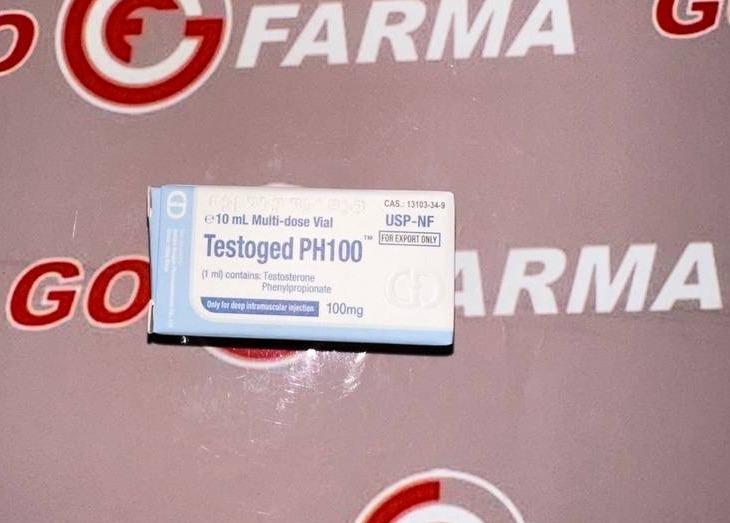 GO FARMA
CAS.: 13103-34-9
℮10 mL Multi-dose Vial
USP-NF
Testoged PH100™
FOR EXPORT ONLY
(1 ml) contains: Testosterone
Phenylpropionate
Only for deep intramuscular injection 100mg
GO ARMA